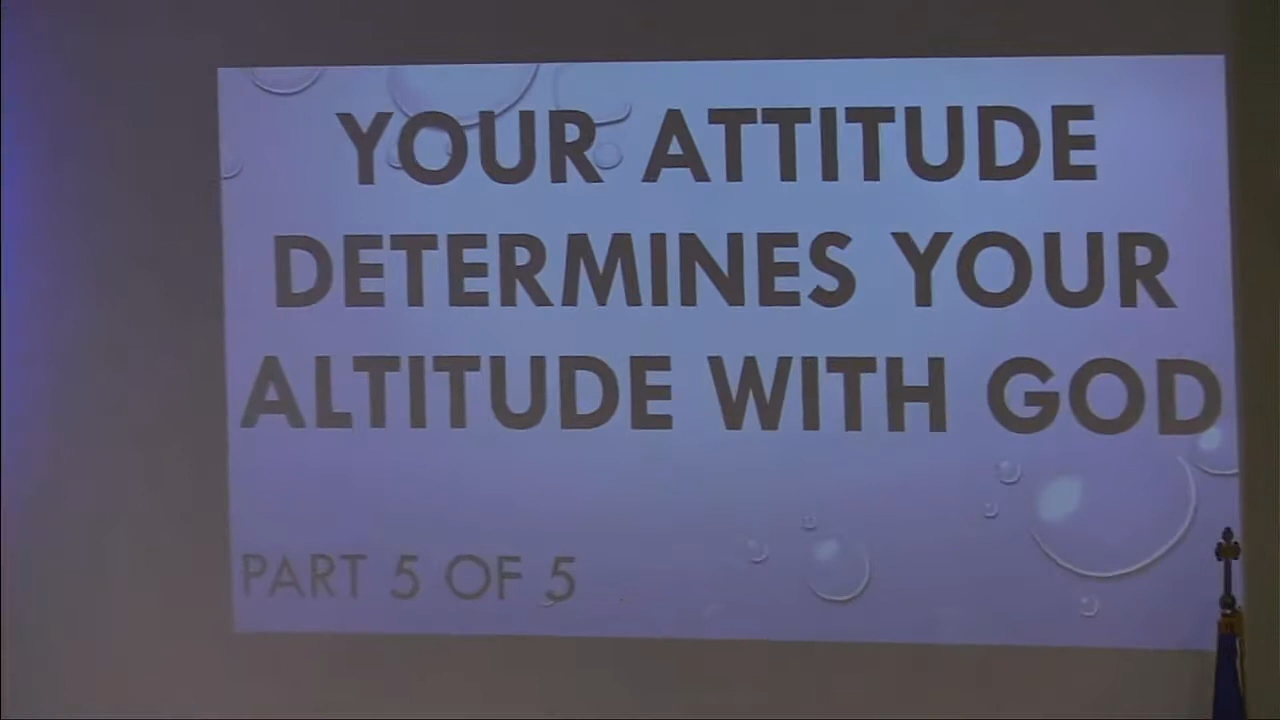 YOUR ATTITUDE
DETERMINES YOUR
ALTITUDE WITH GOD
PART 5 OF 5